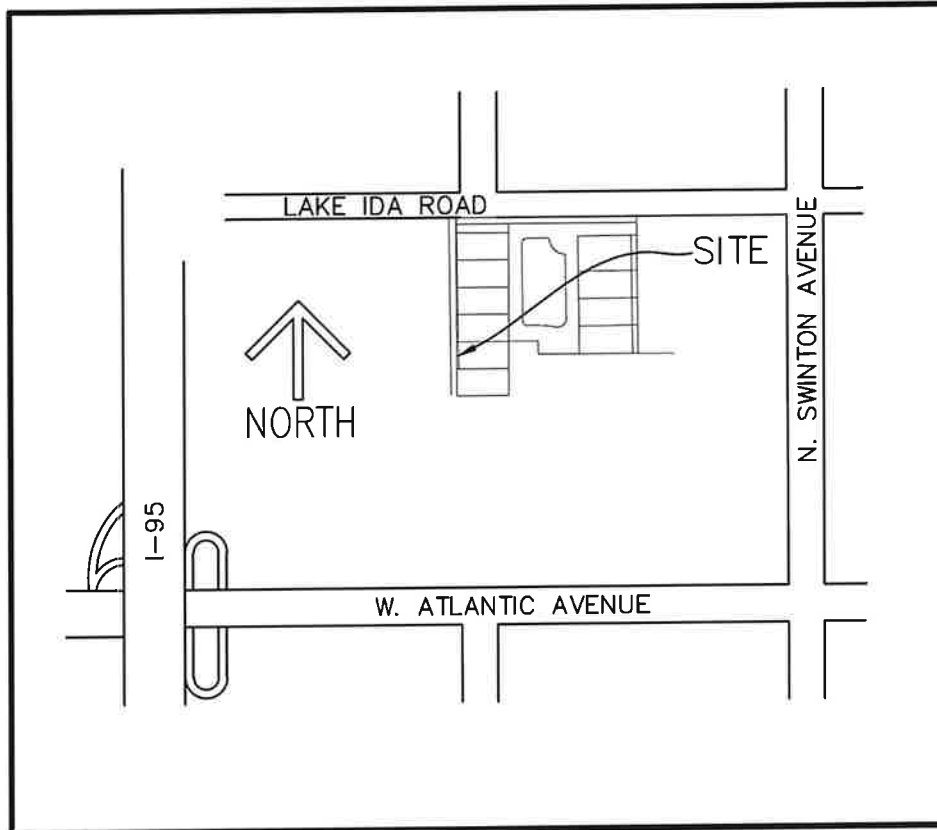 LAKE IDA ROAD
SITE
N. SWINTON AVENUE
NORTH
I-95
W. ATLANTIC AVENUE